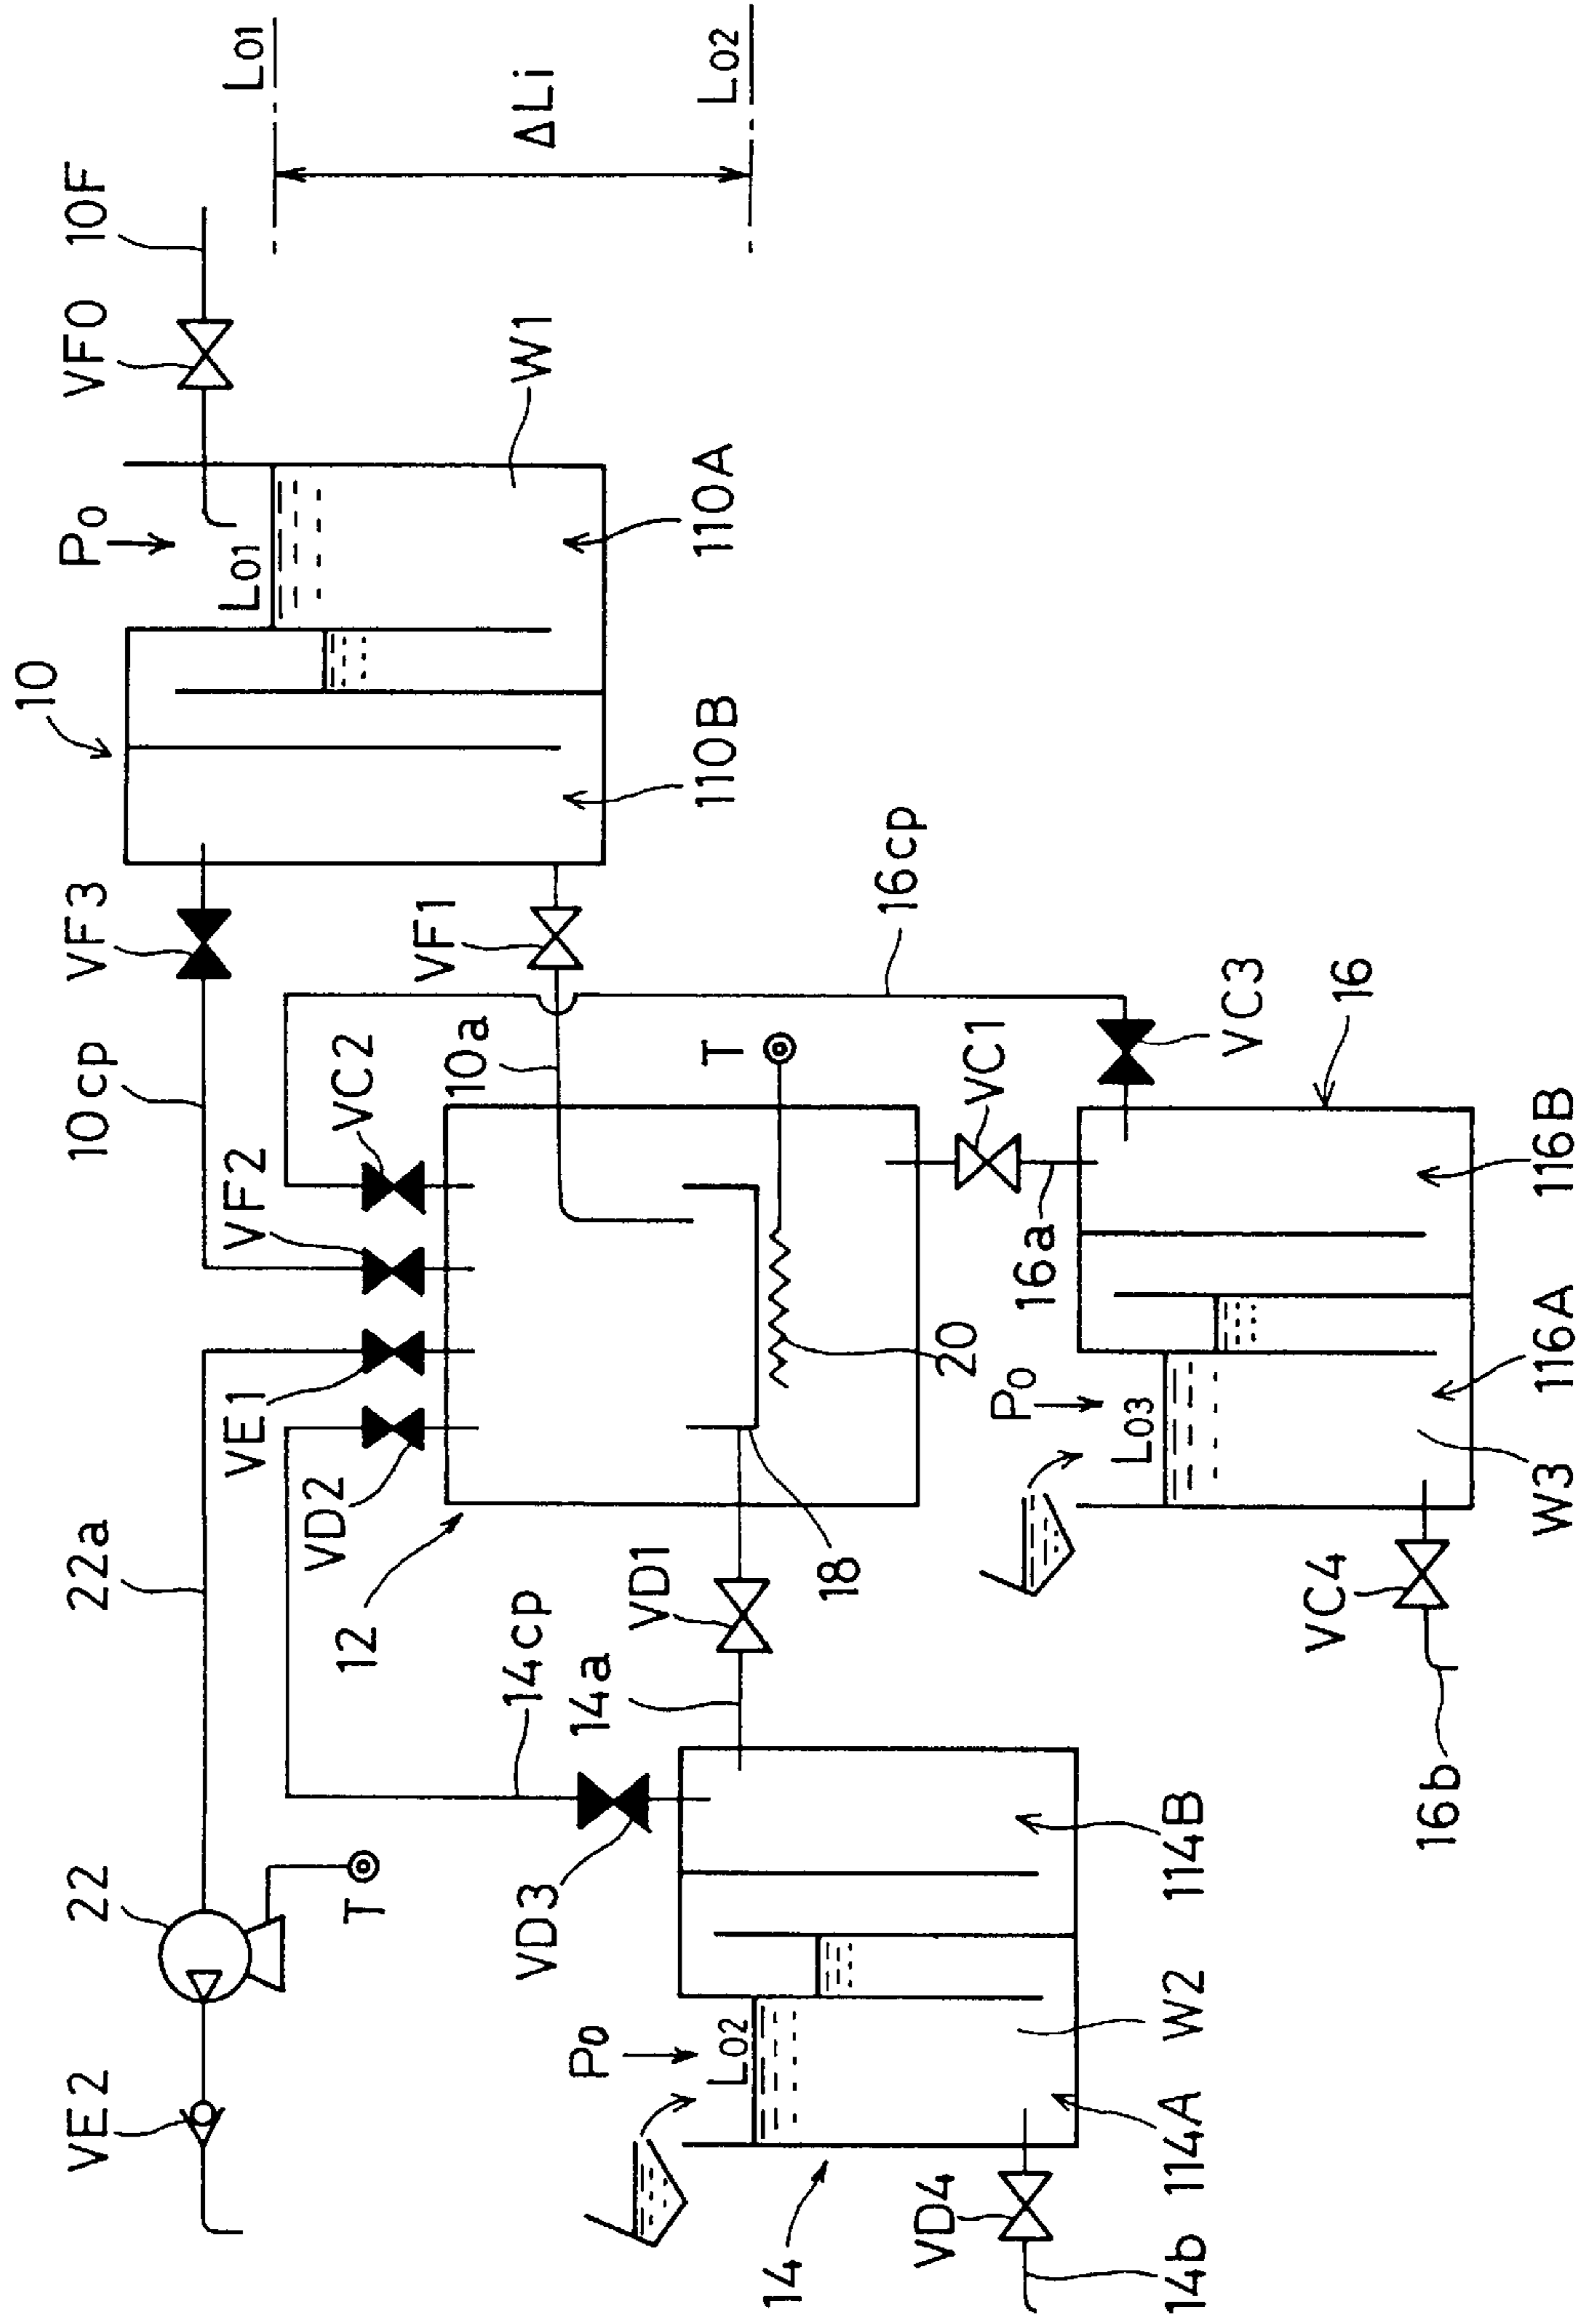 L01
L02
ΔLi
10F
VF0
P0
L01
W1
110A
10
110B
VF3
VF1
10cp
10a
16cp
VC2
VF2
T
VC1
VC3
16
VE1
VD2
16a
116B
20
P0
L03
116A
W3
22a
12
18
VD1
VC4
16b
14cp
14a
22
T
VD3
114B
P0
L02
W2
VE2
114A
14
VD4
14b